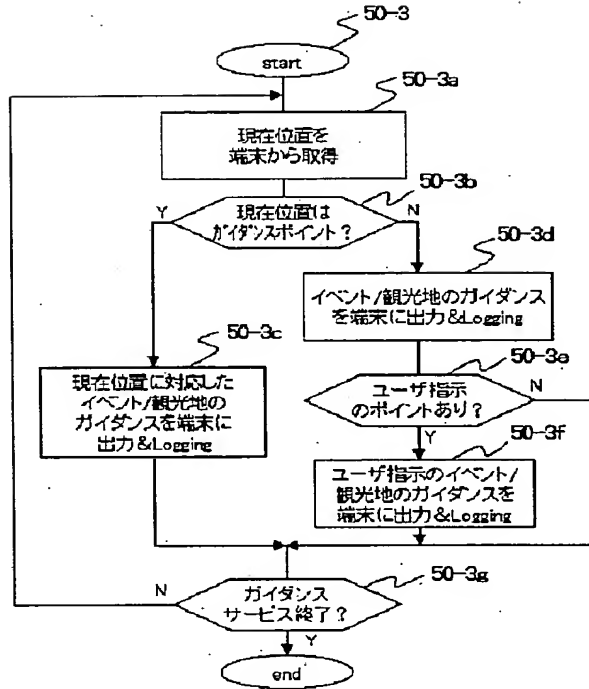 50-3
start
50-3a
現在位置を
端末から取得
50-3b
現在位置は
ガイダンスポイント?
Y
N
50-3d
イベント/観光地のガイダンス
を端末に出力&Logging
50-3c
現在位置に対応した
イベント/観光地の
ガイダンスを端末に
出力&Logging
50-3e
ユーザ指示
のポイントあり?
N
Y
50-3f
ユーザ指示のイベント/
観光地のガイダンスを
端末に出力&Logging
50-3g
ガイダンス
サービス終了?
N
Y
end